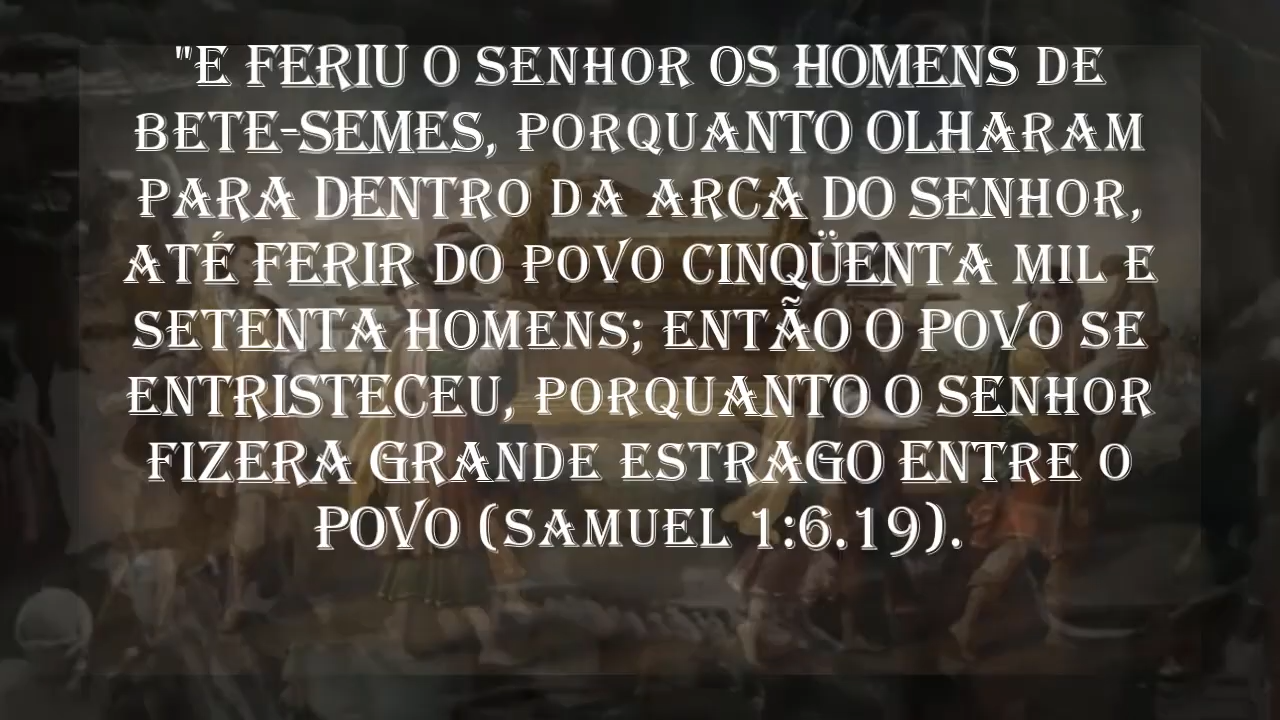 "E FERIU O SENHOR OS HOMENS DE
BETE-SEMES, PORQUANTO OLHARAM
PARA DENTRO DA ARCA DO SENHOR,
ATÉ FERIR DO POVO CINQÜENTA MIL E
SETENTA HOMENS; ENTÃO O POVO SE
ENTRISTECEU, PORQUANTO O SENHOR
FIZERA GRANDE ESTRAGO ENTRE O
POVO (SAMUEL 1:6.19).